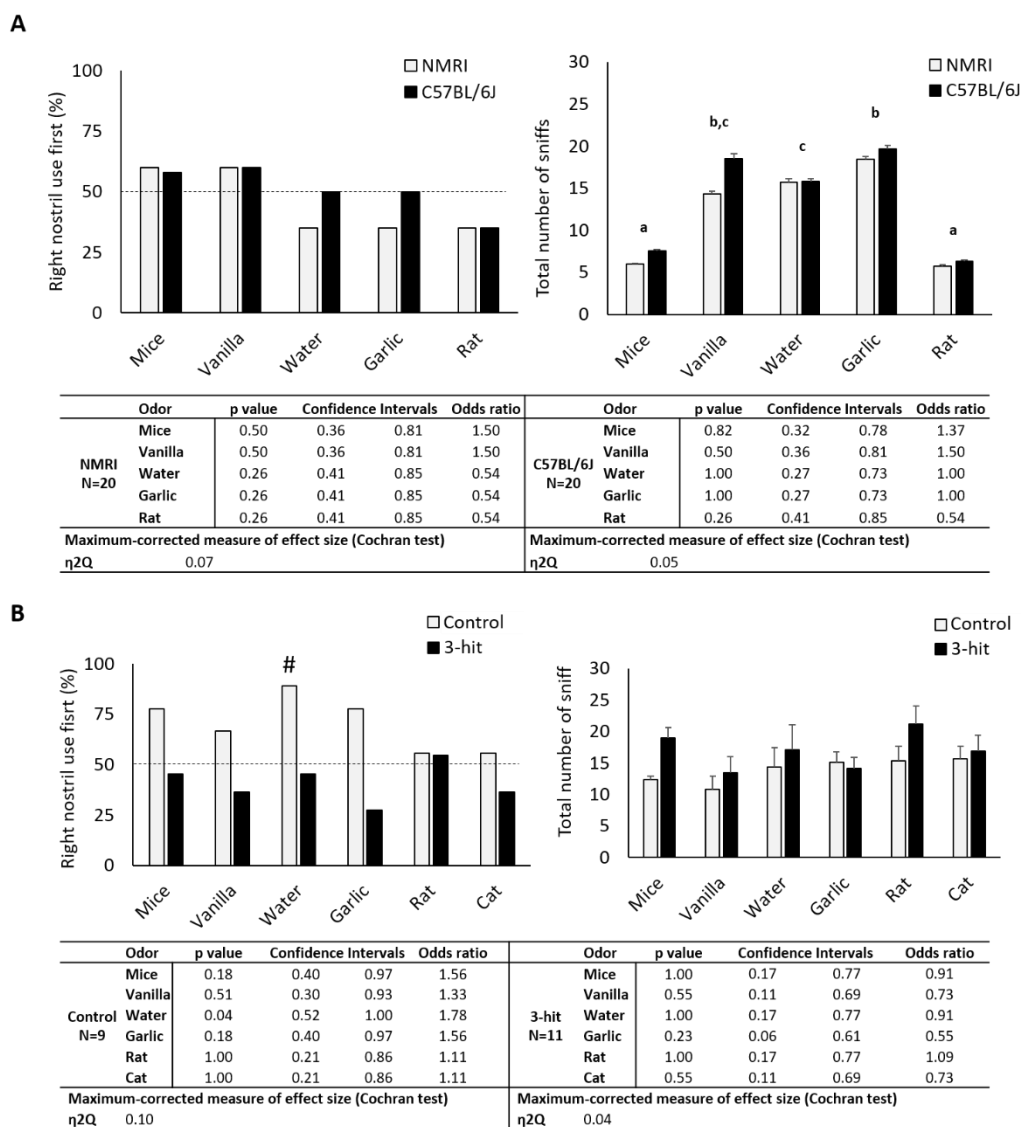 A
NMRI
C57BL/6J
Right nostril use first (%)
100
50
0
Mice
Vanilla
Water
Garlic
Rat
NMRI
C57BL/6J
Total number of sniffs
30
25
20
15
10
5
0
a
b,c
c
b
a
Mice
Vanilla
Water
Garlic
Rat
Odor p value Confidence Intervals Odds ratio
NMRI
N=20
Mice 0.50 0.36 0.81 1.50
Vanilla 0.50 0.36 0.81 1.50
Water 0.26 0.41 0.85 0.54
Garlic 0.26 0.41 0.85 0.54
Rat 0.26 0.41 0.85 0.54
Maximum-corrected measure of effect size (Cochran test)
η2Q 0.07
Odor p value Confidence Intervals Odds ratio
C57BL/6J
N=20
Mice 0.82 0.32 0.78 1.37
Vanilla 0.50 0.36 0.81 1.50
Water 1.00 0.27 0.73 1.00
Garlic 1.00 0.27 0.73 1.00
Rat 0.26 0.41 0.85 0.54
Maximum-corrected measure of effect size (Cochran test)
η2Q 0.05
B
Control
3-hit
Right nostril use fisrt (%)
100
75
50
25
0
#
Mice
Vanilla
Water
Garlic
Rat
Cat
Control
3-hit
Total number of sniff
30
25
20
15
10
5
0
Mice
Vanilla
Water
Garlic
Rat
Cat
Odor p value Confidence Intervals Odds ratio
Control
N=9
Mice 0.18 0.40 0.97 1.56
Vanilla 0.51 0.30 0.93 1.33
Water 0.04 0.52 1.00 1.78
Garlic 0.18 0.40 0.97 1.56
Rat 1.00 0.21 0.86 1.11
Cat 1.00 0.21 0.86 1.11
Maximum-corrected measure of effect size (Cochran test)
η2Q 0.10
Odor p value Confidence Intervals Odds ratio
3-hit
N=11
Mice 1.00 0.17 0.77 0.91
Vanilla 0.55 0.11 0.69 0.73
Water 1.00 0.17 0.77 0.91
Garlic 0.23 0.06 0.61 0.55
Rat 1.00 0.17 0.77 1.09
Cat 0.55 0.11 0.69 0.73
Maximum-corrected measure of effect size (Cochran test)
η2Q 0.04